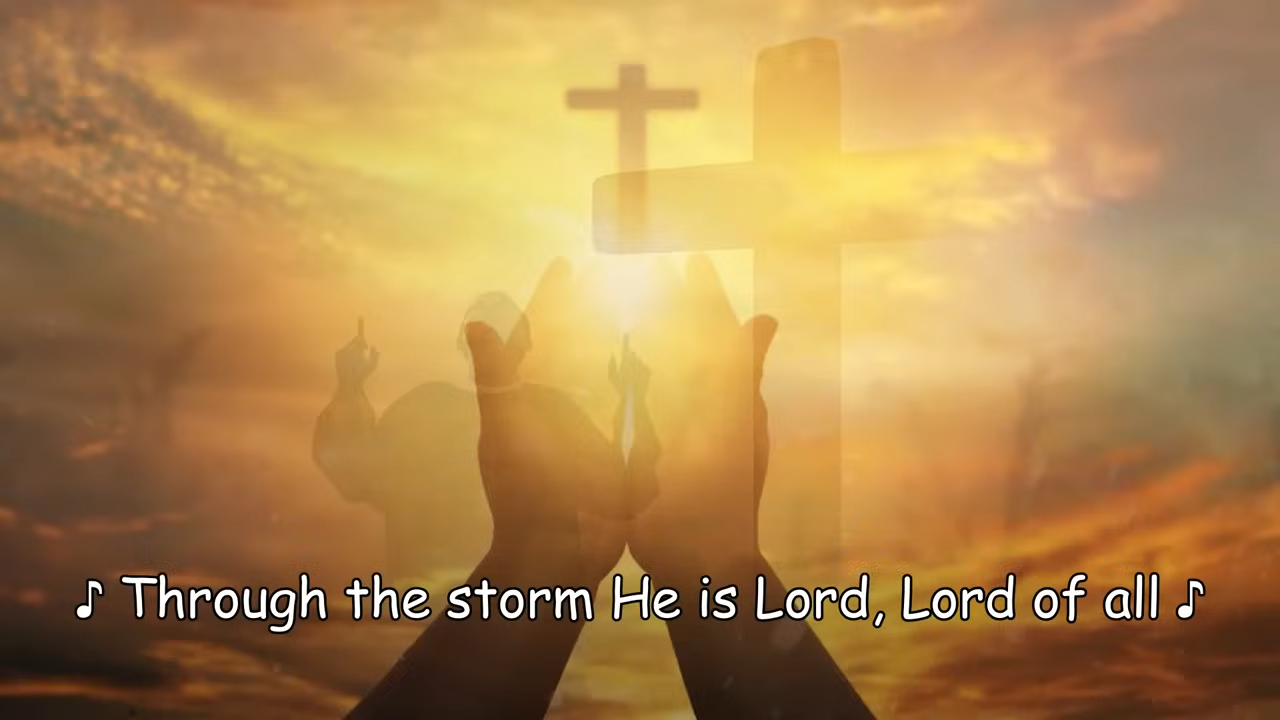 ♪ Through the storm He is Lord, Lord of all ♪